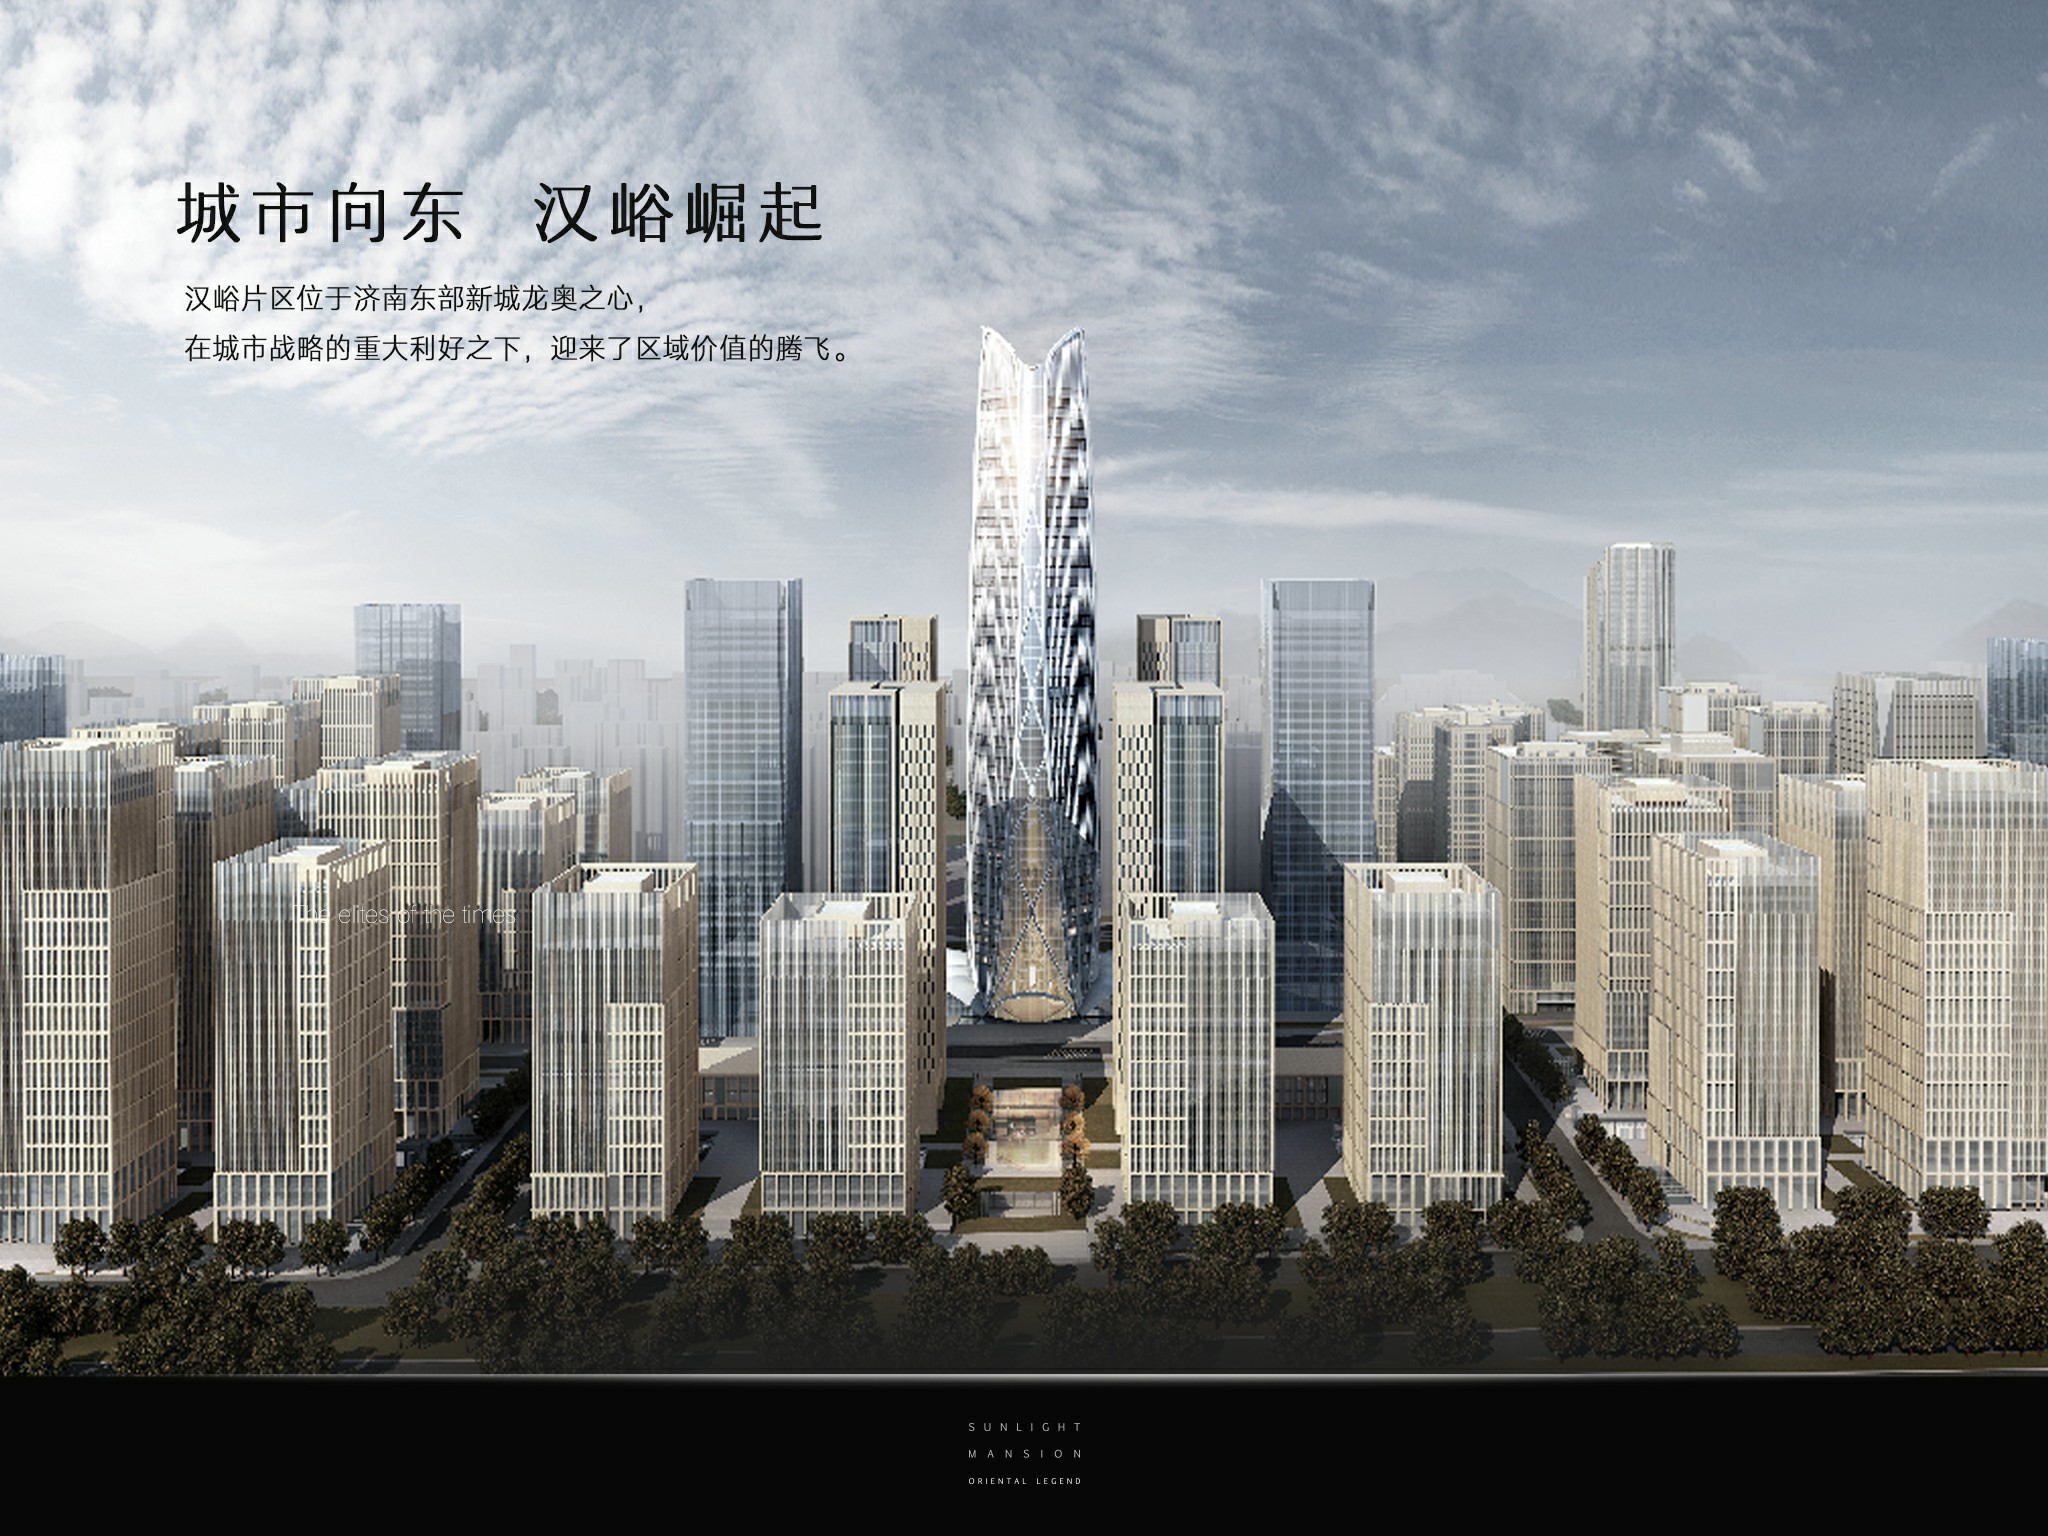 城市向东 汉峪崛起
汉峪片区位于济南东部新城龙奥之心，
在城市战略的重大利好之下，迎来了区域价值的腾飞。
The elites of the times
SUNLIGHT
MANSION
ORIENTAL LEGEND